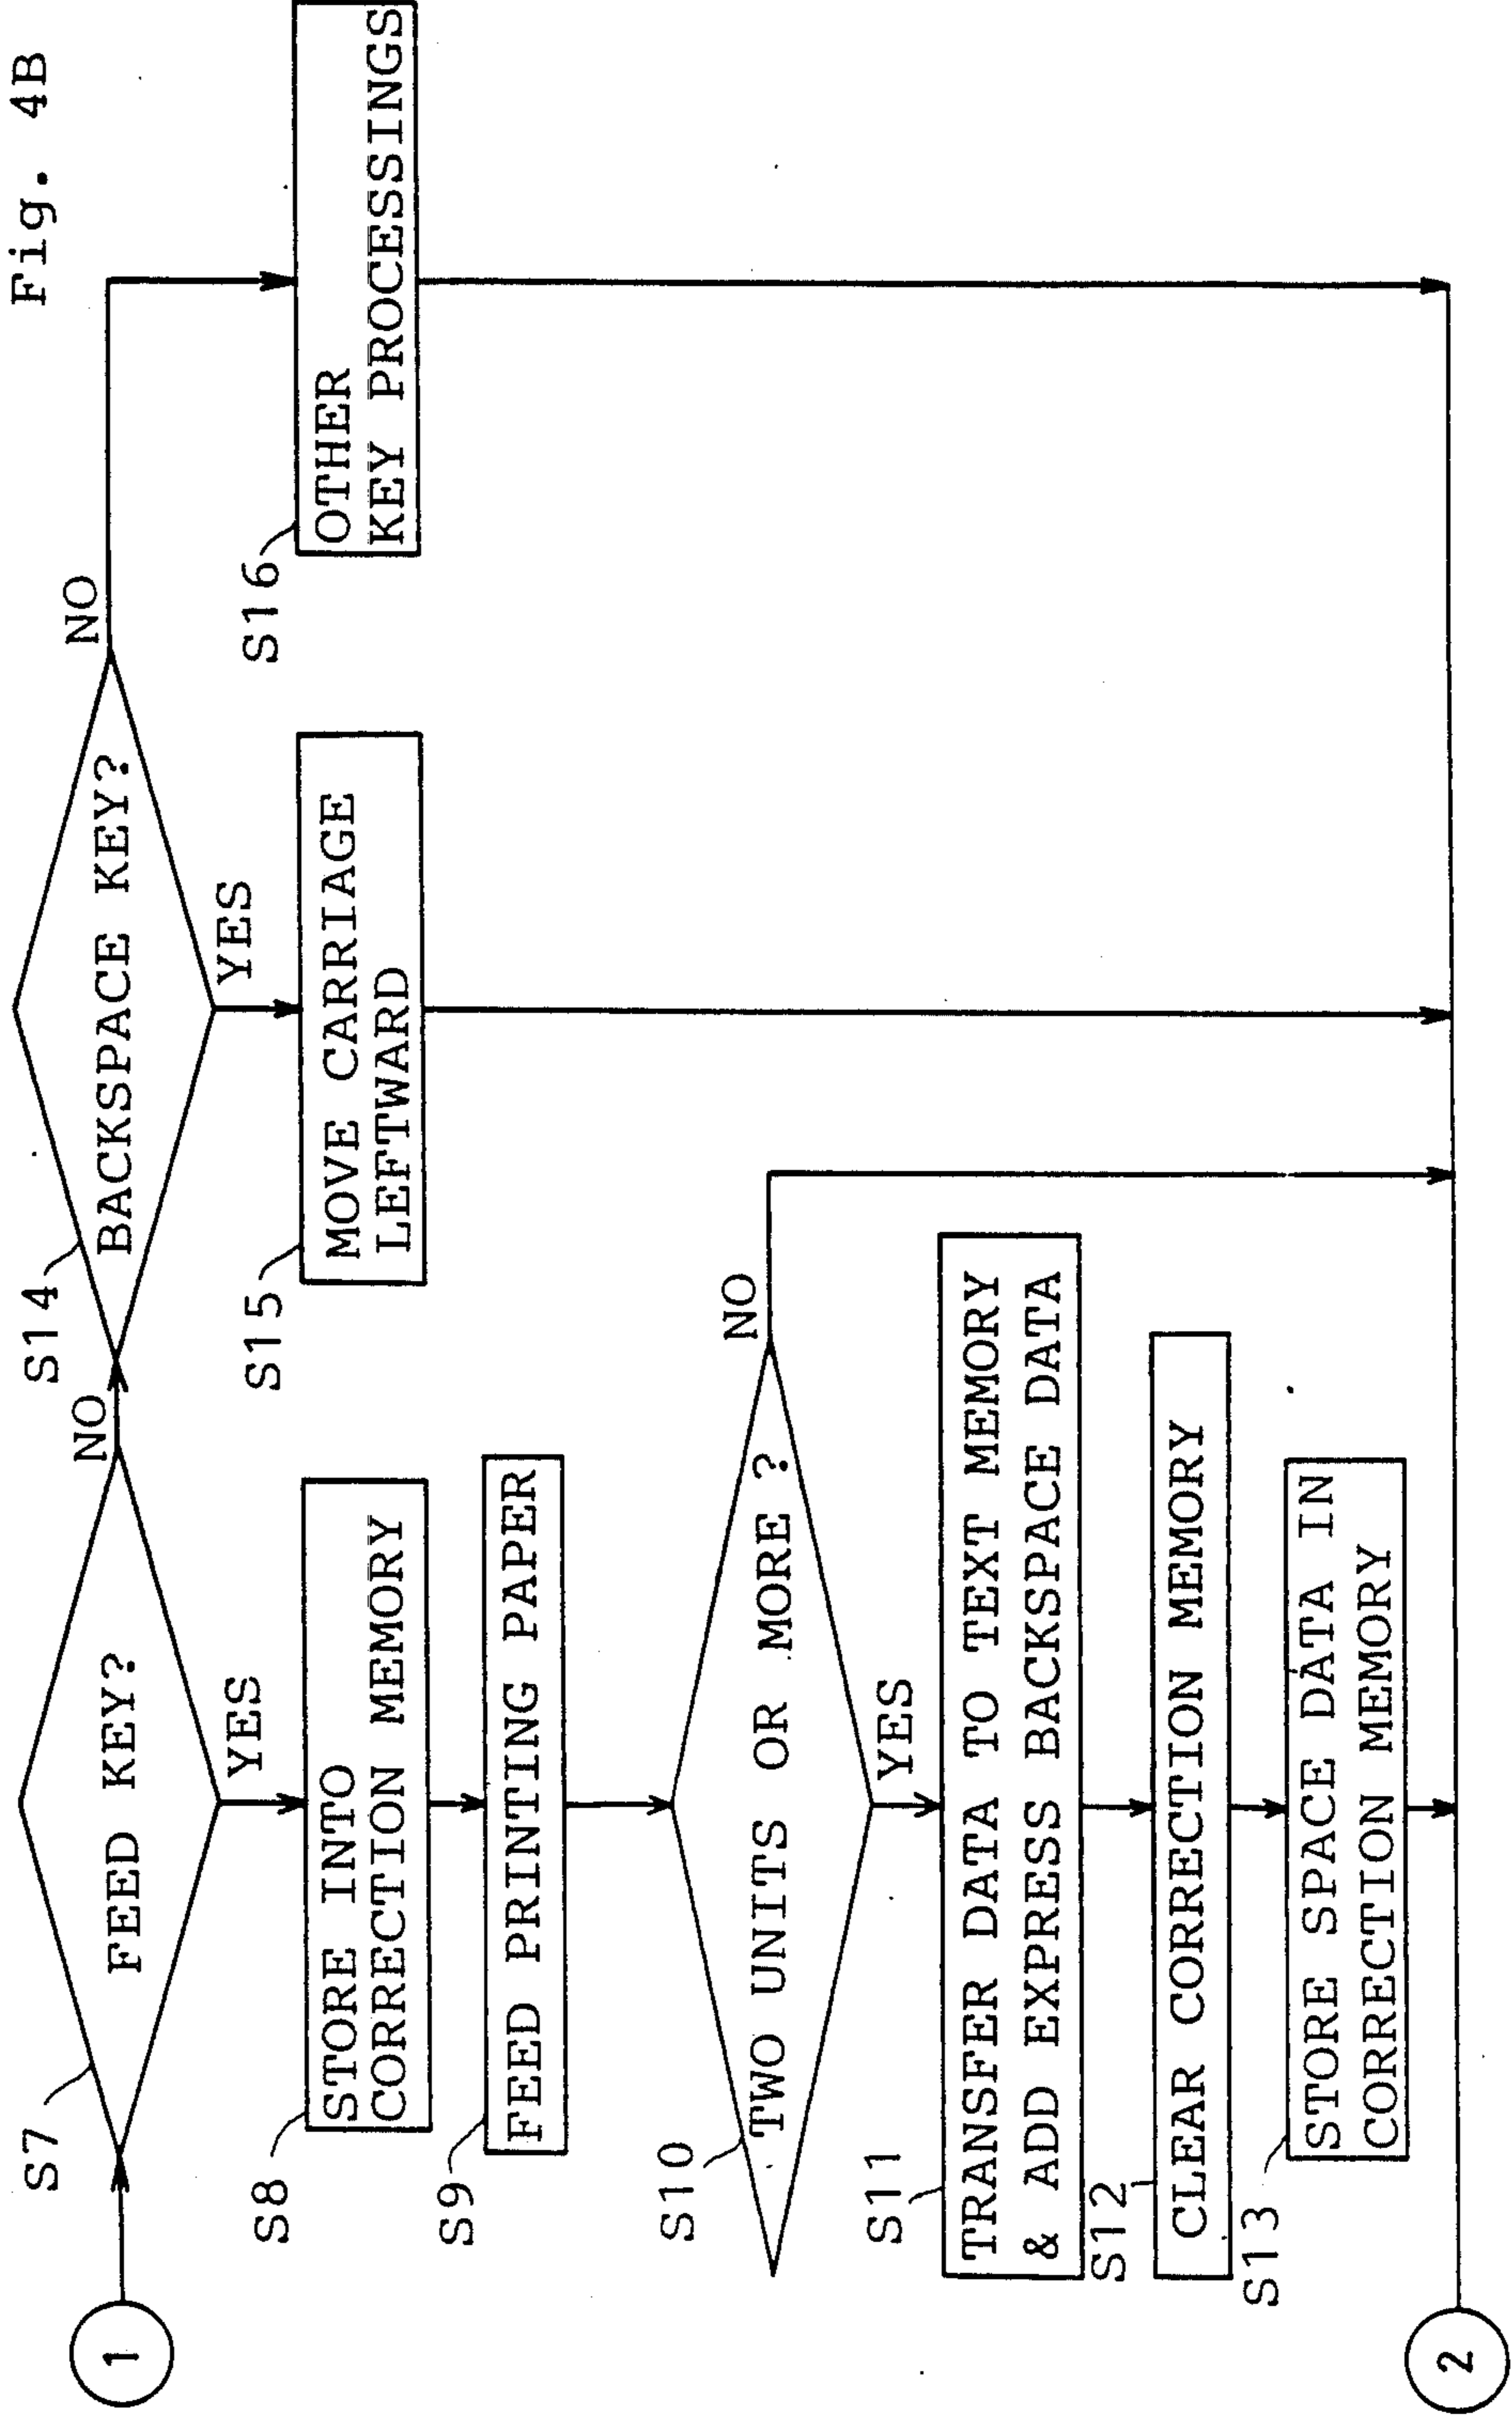 Fig. 4B
1
S7
FEED KEY?
NO
YES
S8
STORE INTO
CORRECTION MEMORY
S9
FEED PRINTING PAPER
S10
TWO UNITS OR MORE ?
NO
YES
S11
TRANSFER DATA TO TEXT MEMORY
& ADD EXPRESS BACKSPACE DATA
S12
CLEAR CORRECTION MEMORY
S13
STORE SPACE DATA IN
CORRECTION MEMORY
S14
BACKSPACE KEY?
NO
YES
S15
MOVE CARRIAGE
LEFTWARD
S16
OTHER
KEY PROCESSINGS
2